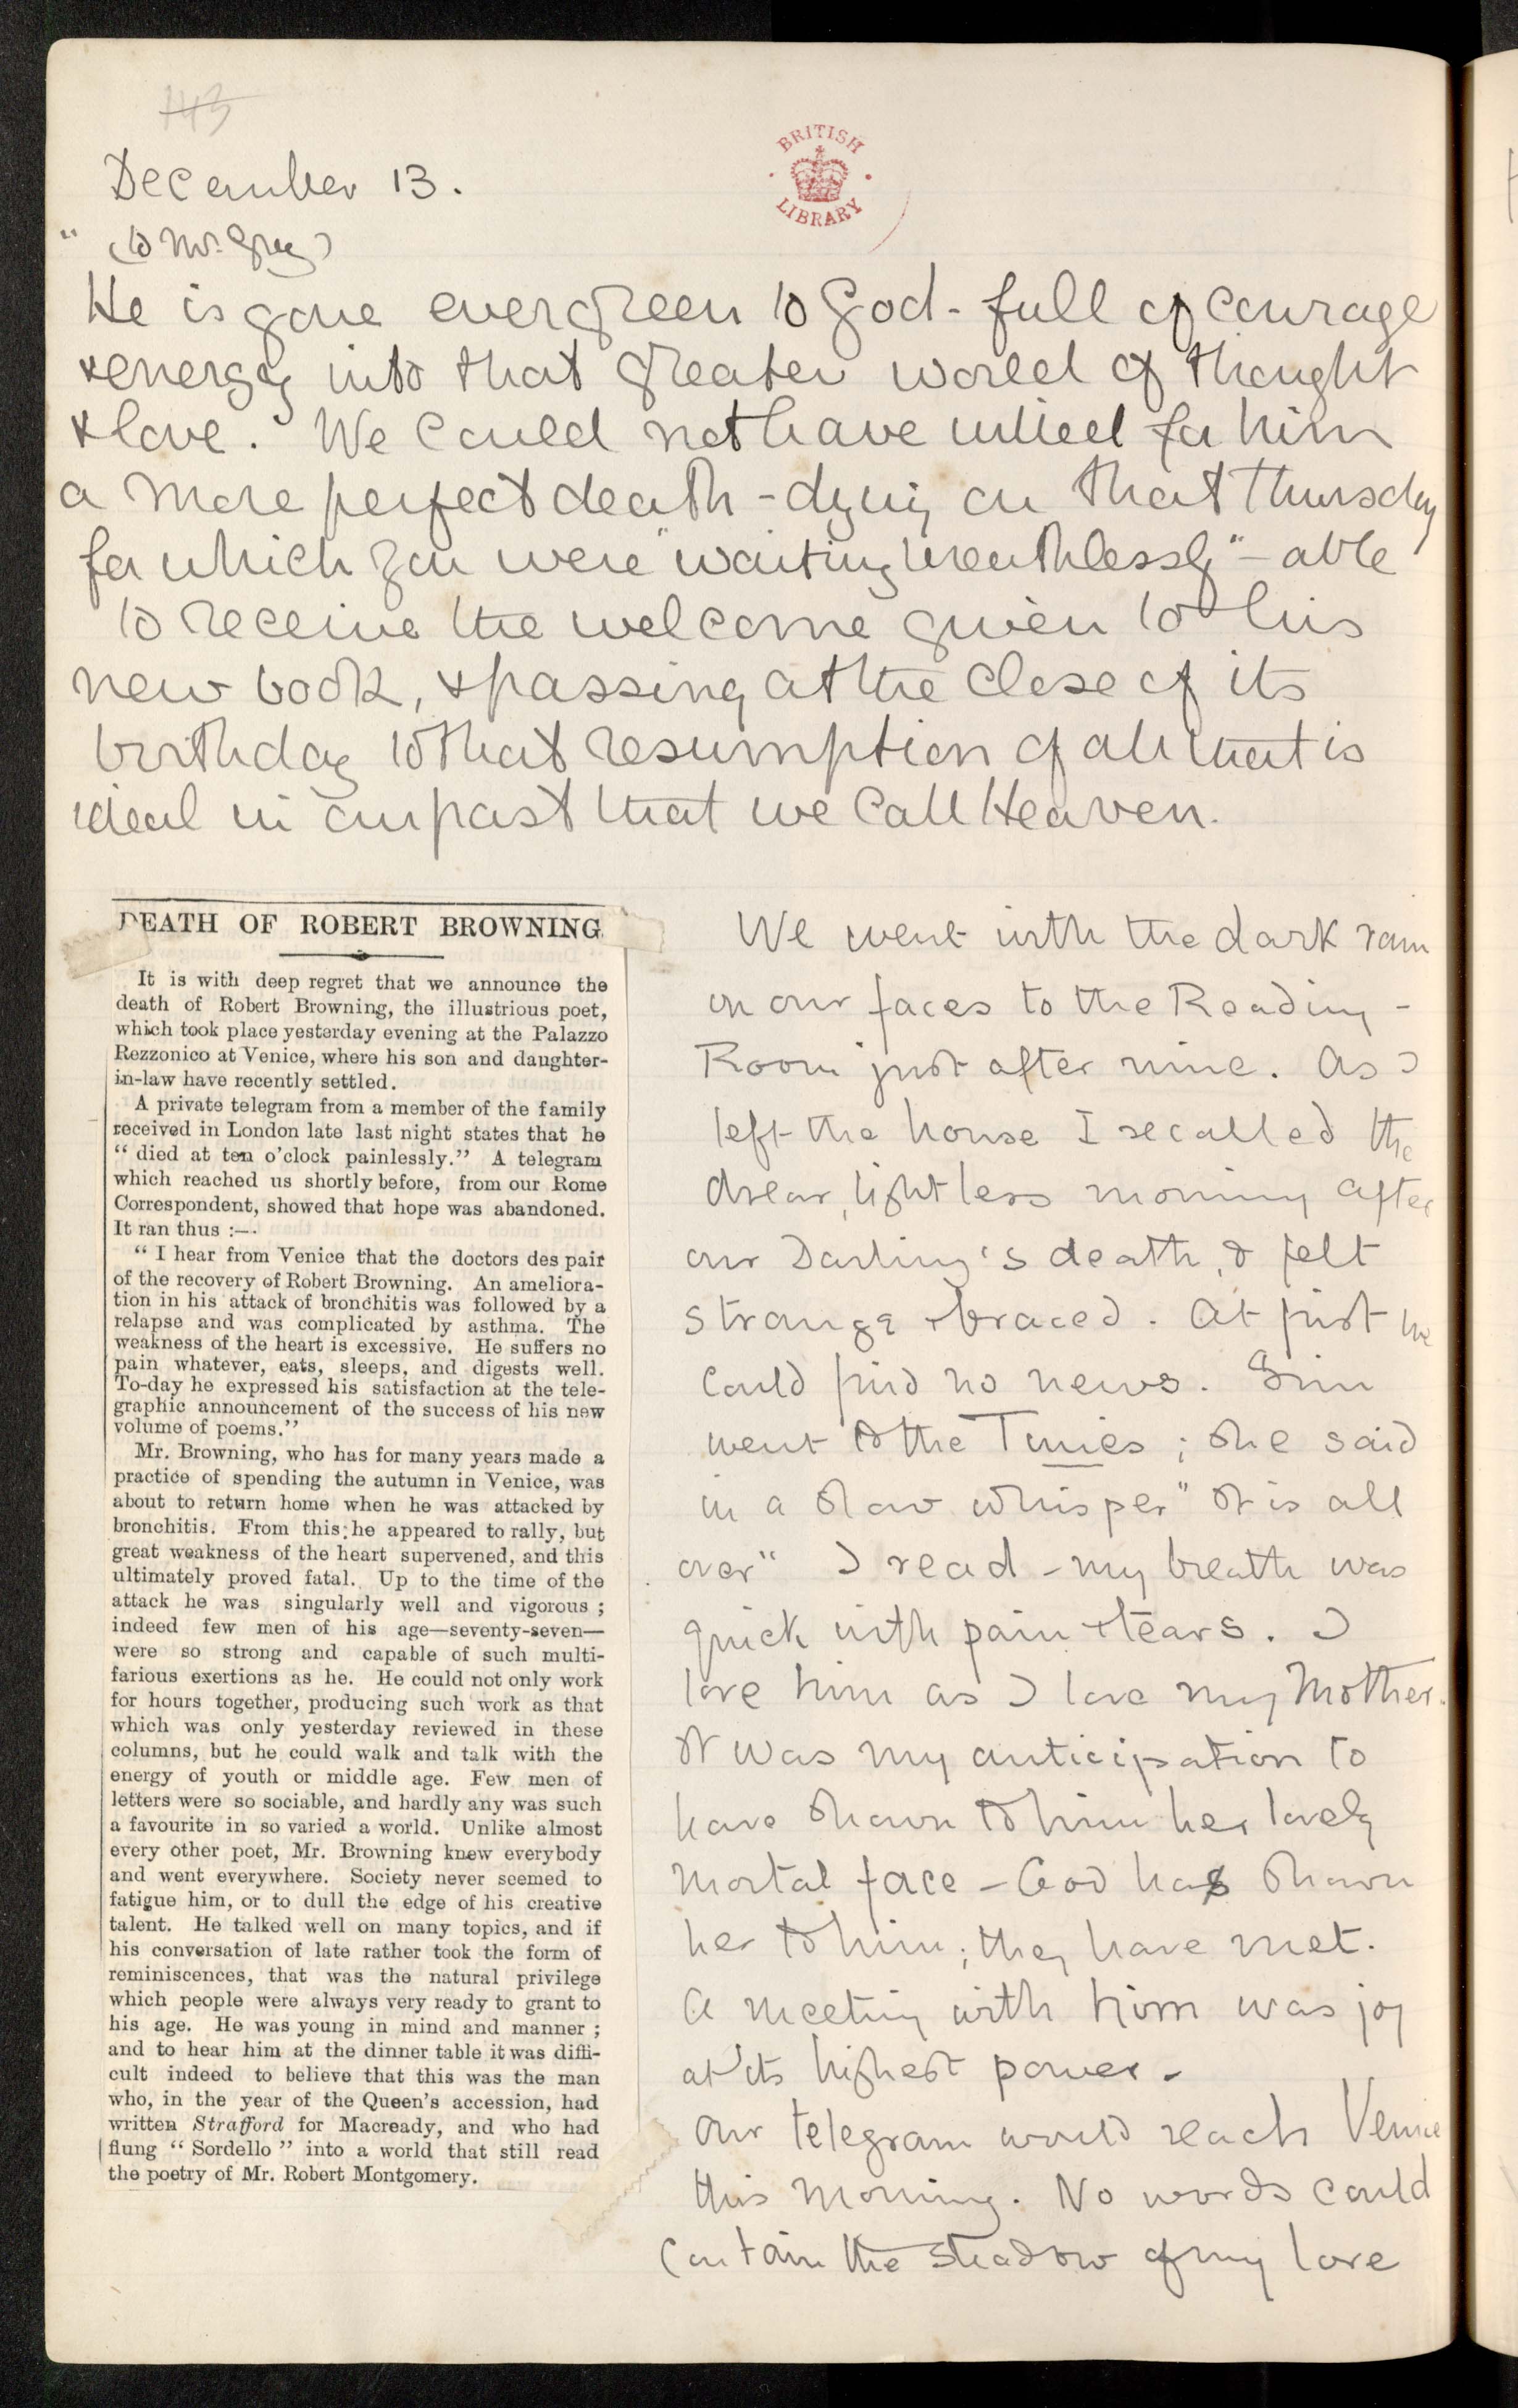 143
BRITISH
LIBRARY
December 13.
" (to Mr. Grey)
He is gone evergreen to God - full of courage
& energy into that greater world of thought
& love. We could not have willed for him
a more perfect death - dying on that Thursday
for which you were "waiting breathlessly" - able
to receive the welcome given to his
new book, & passing at the close of its
birthday to that resumption of all that is
ideal in our past that we call Heaven.
DEATH OF ROBERT BROWNING
It is with deep regret that we announce the
death of Robert Browning, the illustrious poet,
which took place yesterday evening at the Palazzo
Rezzonico at Venice, where his son and daughter-
in-law have recently settled.
A private telegram from a member of the family
received in London late last night states that he
“ died at ten o'clock painlessly.” A telegram
which reached us shortly before, from our Rome
Correspondent, showed that hope was abandoned.
It ran thus :—
“ I hear from Venice that the doctors des pair
of the recovery of Robert Browning. An ameliora-
tion in his attack of bronchitis was followed by a
relapse and was complicated by asthma. The
weakness of the heart is excessive. He suffers no
pain whatever, eats, sleeps, and digests well.
To-day he expressed his satisfaction at the tele-
graphic announcement of the success of his new
volume of poems.”
Mr. Browning, who has for many years made a
practice of spending the autumn in Venice, was
about to return home when he was attacked by
bronchitis. From this he appeared to rally, but
great weakness of the heart supervened, and this
ultimately proved fatal. Up to the time of the
attack he was singularly well and vigorous ;
indeed few men of his age—seventy-seven—
were so strong and capable of such multi-
farious exertions as he. He could not only work
for hours together, producing such work as that
which was only yesterday reviewed in these
columns, but he could walk and talk with the
energy of youth or middle age. Few men of
letters were so sociable, and hardly any was such
a favourite in so varied a world. Unlike almost
every other poet, Mr. Browning knew everybody
and went everywhere. Society never seemed to
fatigue him, or to dull the edge of his creative
talent. He talked well on many topics, and if
his conversation of late rather took the form of
reminiscences, that was the natural privilege
which people were always very ready to grant to
his age. He was young in mind and manner ;
and to hear him at the dinner table it was diffi-
cult indeed to believe that this was the man
who, in the year of the Queen's accession, had
written Strafford for Macready, and who had
flung “ Sordello ” into a world that still read
the poetry of Mr. Robert Montgomery.
We went with the dark rain
on our faces to the Reading -
Room just after nine. As I
left the house I recalled the
drear, lightless morning after
our Darling's death, & felt
strange & braced. At first we
could find no news. Sim
went to the Times ; she said
in a slow whisper "It is all
over" I read - my breath was
quick with pain & tears. I
love him as I love my Mother.
It was my anticipation to
have shown to him her lovely
mortal face - God has shown
her to him ; they have met.
A meeting with him was joy
at its highest power.
Our telegram would reach Venice
this morning. No words could
contain the shadow of my love